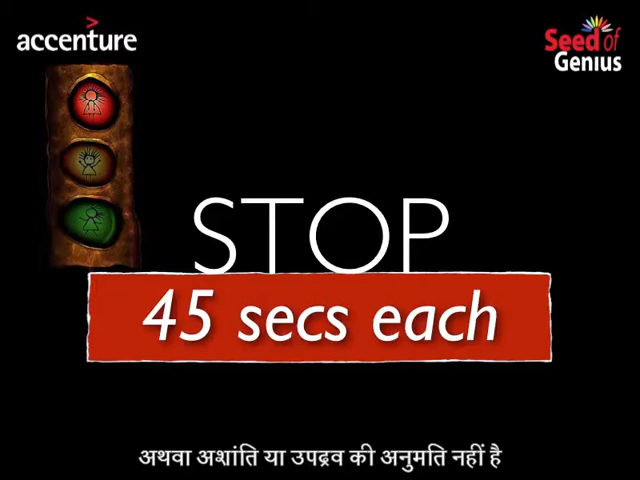 accenture
Seed of
Genius
STOP
45 secs each
अथवा अशांति या उपद्रव की अनुमति नहीं है